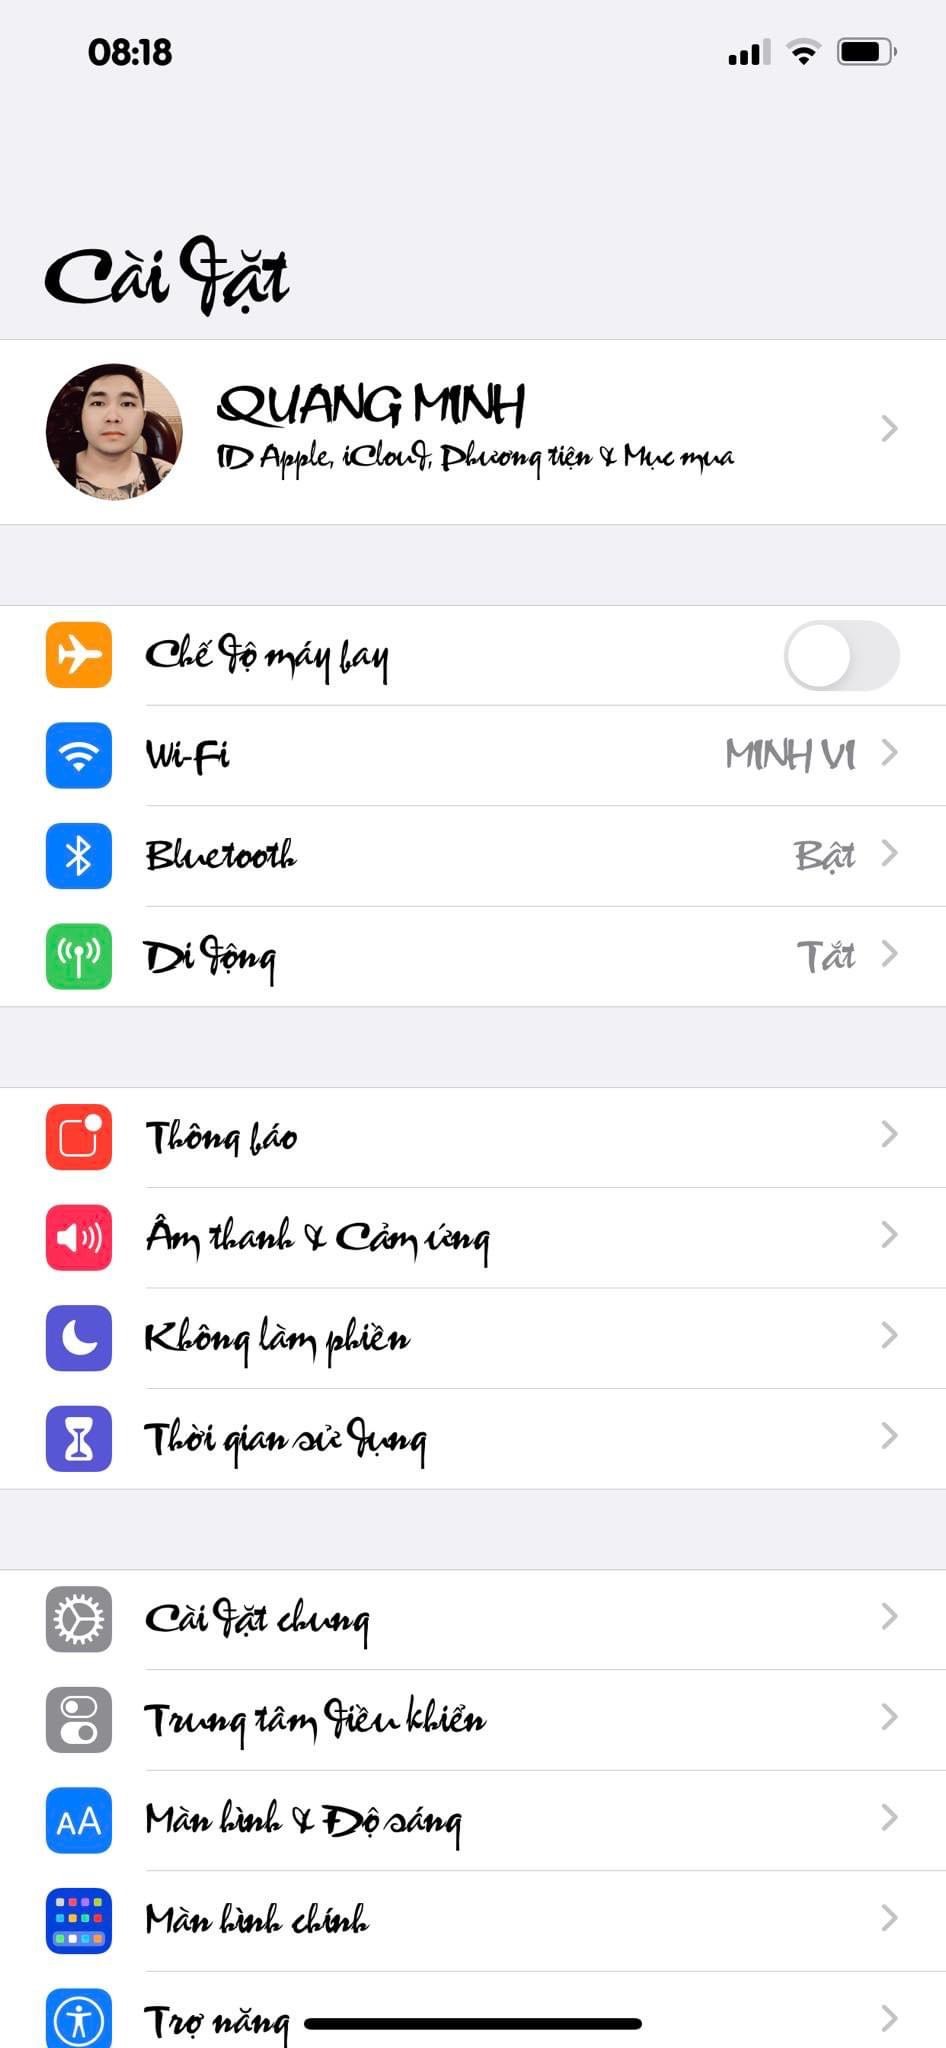 08:18
Cài đặt
QUANG MINH
ID Apple, iCloud, Phương tiện & Mục mua
Chế độ máy bay
Wi-Fi MINH VI
Bluetooth Bật
Di động Tắt
Thông báo
Âm thanh & Cảm ứng
Không làm phiền
Thời gian sử dụng
Cài đặt chung
Trung tâm điều khiển
AA Màn hình & Độ sáng
Màn hình chính
Trợ năng